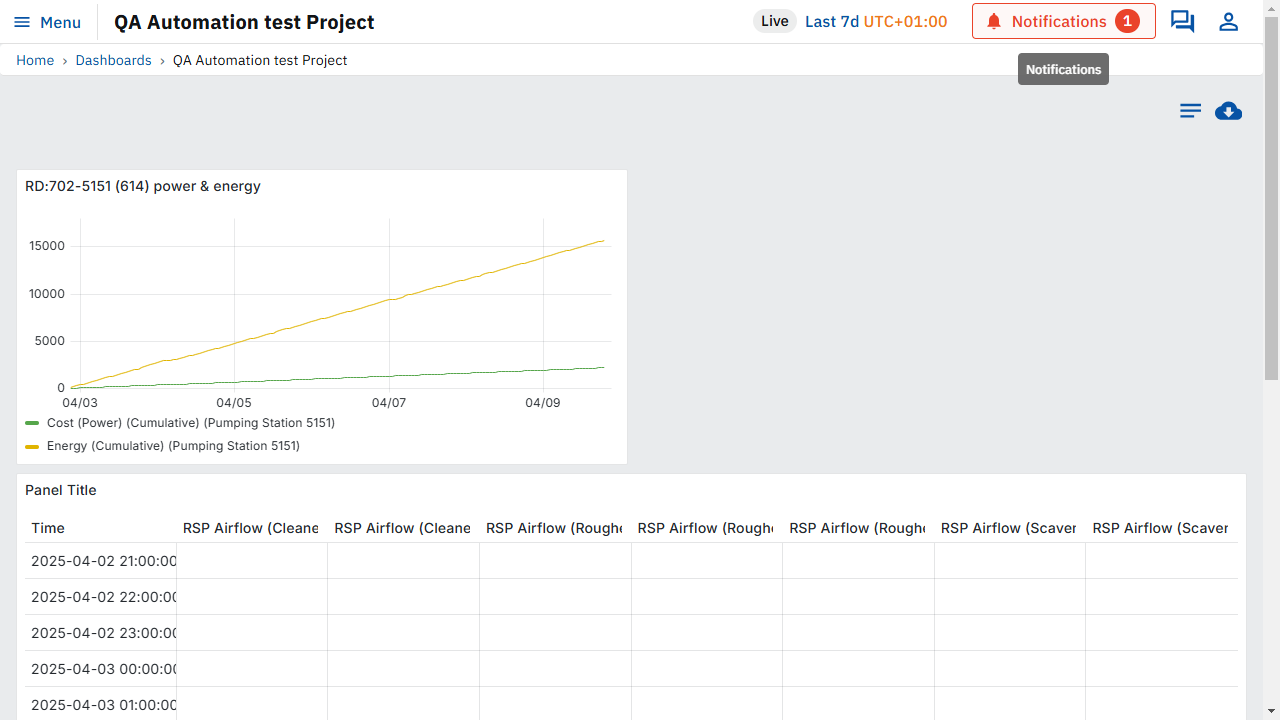 Menu
QA Automation test Project
Live
Last 7d UTC+01:00
Notifications
1
Home › Dashboards › QA Automation test Project
Notifications
RD:702-5151 (614) power & energy
15000
10000
5000
0
04/03 04/05 04/07 04/09
Cost (Power) (Cumulative) (Pumping Station 5151)
Energy (Cumulative) (Pumping Station 5151)
Panel Title
Time RSP Airflow (Cleane RSP Airflow (Cleane RSP Airflow (Roughe RSP Airflow (Roughe RSP Airflow (Roughe RSP Airflow (Scaven RSP Airflow (Scaven
2025-04-02 21:00:00
2025-04-02 22:00:00
2025-04-02 23:00:00
2025-04-03 00:00:00
2025-04-03 01:00:00